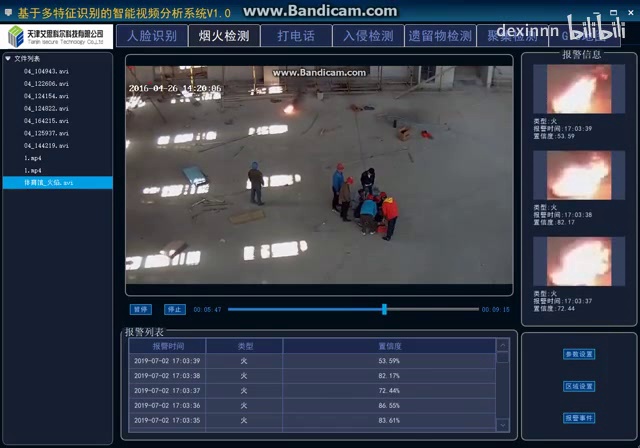 基于多特征识别的智能视频分析系统V1.0
www.Bandicam.com
天津艾思科尔科技有限公司
Tianjin Isecure Technology Co.,Ltd
人脸识别
烟火检测
打电话
入侵检测
遗留物检测
聚集检测
dexinnn bilibili
文件列表
04_104943.avi
04_122606.avi
04_124154.avi
04_124922.avi
04_164215.avi
04_125937.avi
04_144219.avi
1.mp4
1.mp4
www.Bandicam.com
2016-04-26 14:20:06
报警信息
类型:火
报警时间:17:03:39
置信度:53.59
类型:火
报警时间:17:03:38
置信度:82.17
类型:火
报警时间:17:03:37
置信度:72.44
暂停
停止
00:05:47
00:09:15
报警列表
报警时间 类型 置信度
2019-07-02 17:03:39 火 53.59%
2019-07-02 17:03:38 火 82.17%
2019-07-02 17:03:37 火 72.44%
2019-07-02 17:03:36 火 86.55%
2019-07-02 17:03:35 火 83.61%
参数设置
区域设置
报警事件